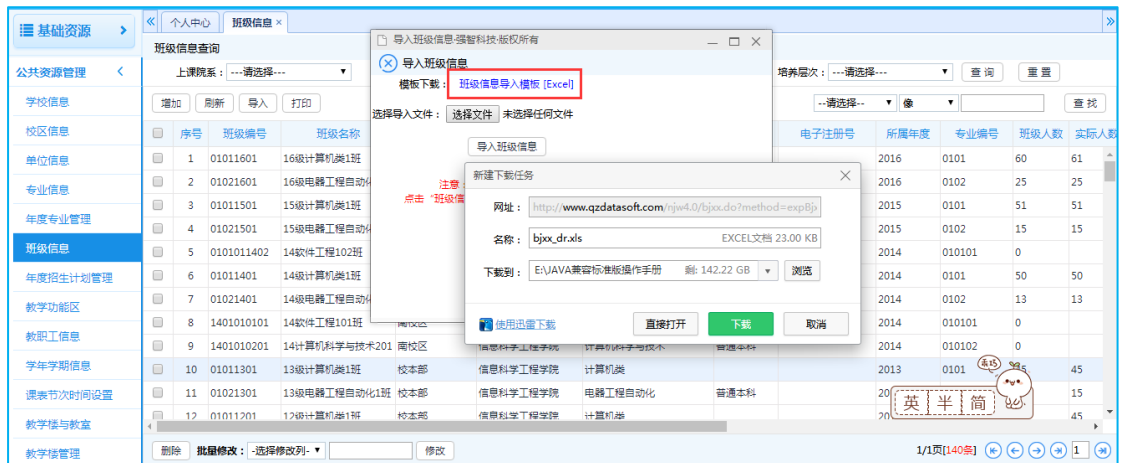 基础资源
个人中心 班级信息
班级信息查询
公共资源管理
学校信息
校区信息
单位信息
专业信息
年度专业管理
班级信息
年度招生计划管理
教学功能区
教职工信息
学年学期信息
课表节次时间设置
教学楼与教室
教学楼管理
上课院系：---请选择---
培养层次：---请选择---
查询 重置
增加 刷新 导入 打印
--请选择-- 像 查找
序号 班级编号 班级名称 电子注册号 所属年度 专业编号 班级人数 实际人数
1 01011601 16级计算机类1班 2016 0101 60 61
2 01021601 16级电器工程自动化 2016 0102 25 25
3 01011501 15级计算机类1班 2015 0101 51 51
4 01021501 15级电器工程自动化 2015 0102 15 15
5 0101011402 14软件工程102班 2014 010101 0
6 01011401 14级计算机类1班 2014 0101 50 50
7 01021401 14级电器工程自动化 2014 0102 13 13
8 1401010101 14软件工程101班 南校区 2014 010101 0
9 1401010201 14计算机科学与技术201 南校区 信息科学工程学院 计算机科学与技术 普通本科 2014 010102 0
10 01011301 13级计算机类1班 校本部 信息科学工程学院 计算机类 2013 0101 45
11 01021301 13级电器工程自动化1班 校本部 信息科学工程学院 电器工程自动化 普通本科 20 15
12 01011201 12级计算机类1班 校本部 信息科学工程学院 计算机类 20 45
删除 批量修改：-选择修改列- 修改
1/1页[140条] 1
导入班级信息-强智科技-版权所有
导入班级信息
模板下载：班级信息导入模板 [Excel]
选择导入文件：选择文件 未选择任何文件
导入班级信息
注意：
点击“班级信
新建下载任务
网址：http://www.qzdatasoft.com/njw4.0/bjxx.do?method=expBjx
名称：bjxx_dr.xls EXCEL文档 23.00 KB
下载到：E:\JAVA兼容标准版操作手册 剩: 142.22 GB 浏览
使用迅雷下载 直接打开 下载 取消
乖巧
英 半 简